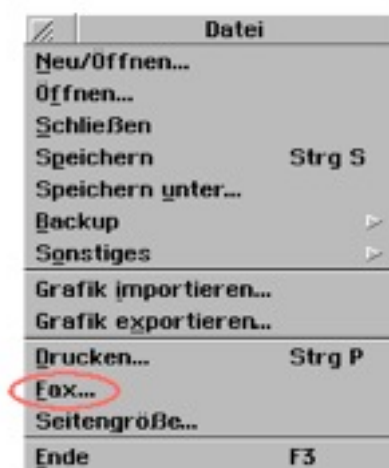 Datei
Neu/Öffnen...
Öffnen...
Schließen
Speichern Strg S
Speichern unter...
Backup
Sonstiges
Grafik importieren...
Grafik exportieren...
Drucken... Strg P
Fax...
Seitengröße...
Ende F3